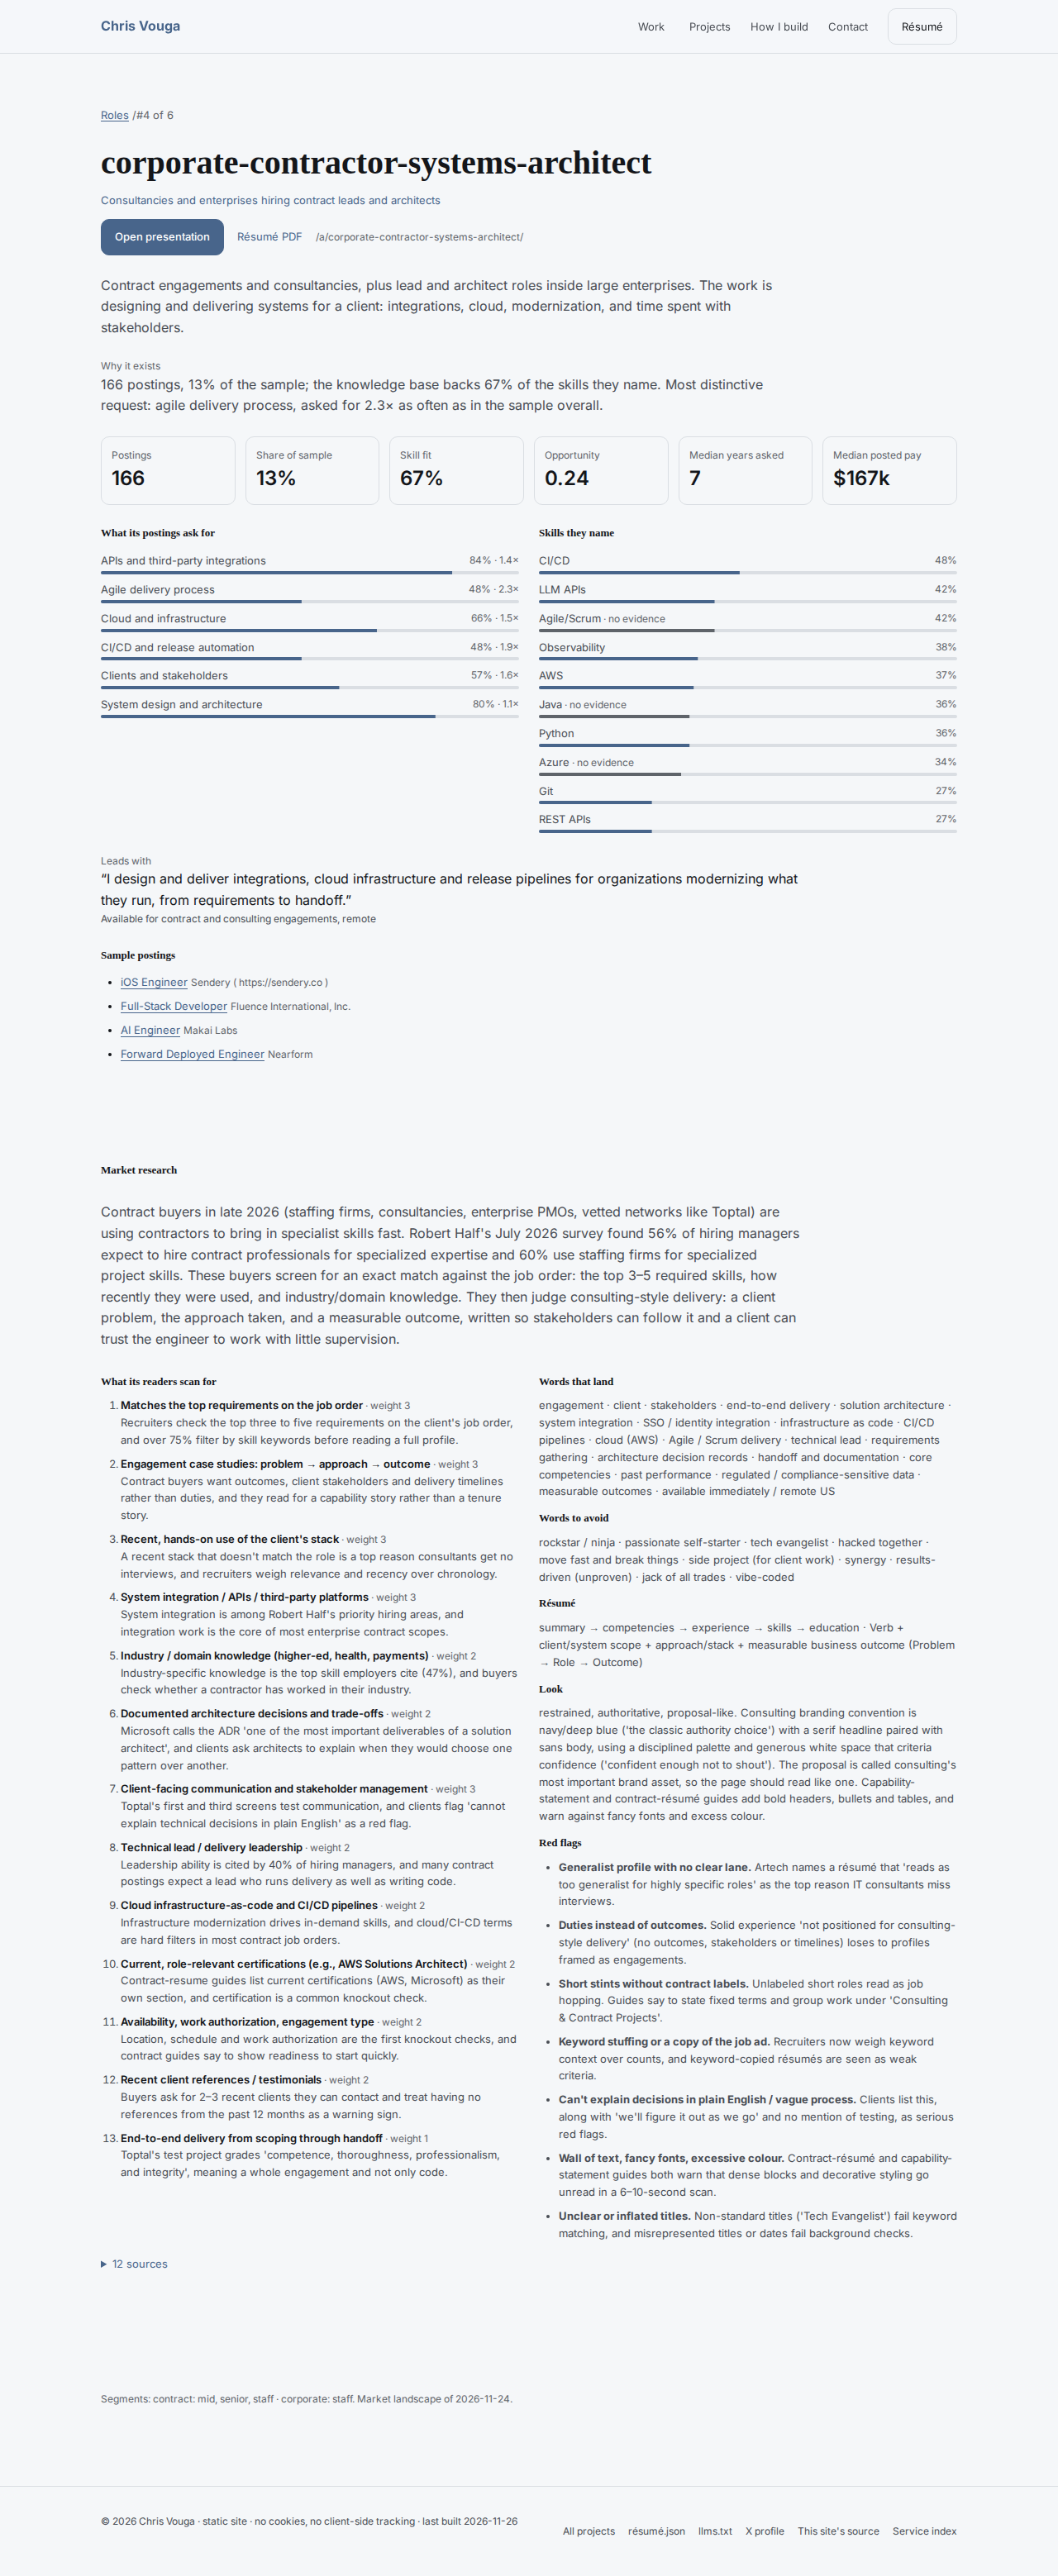 Chris Vouga
Work
Projects
How I build
Contact
Résumé
Roles /#4 of 6
corporate-contractor-systems-architect
Consultancies and enterprises hiring contract leads and architects
Open presentation
Résumé PDF
/a/corporate-contractor-systems-architect/
Contract engagements and consultancies, plus lead and architect roles inside large enterprises. The work is
designing and delivering systems for a client: integrations, cloud, modernization, and time spent with
stakeholders.
Why it exists
166 postings, 13% of the sample; the knowledge base backs 67% of the skills they name. Most distinctive
request: agile delivery process, asked for 2.3× as often as in the sample overall.
Postings
166
Share of sample
13%
Skill fit
67%
Opportunity
0.24
Median years asked
7
Median posted pay
$167k
What its postings ask for
APIs and third-party integrations 84% · 1.4×
Agile delivery process 48% · 2.3×
Cloud and infrastructure 66% · 1.5×
CI/CD and release automation 48% · 1.9×
Clients and stakeholders 57% · 1.6×
System design and architecture 80% · 1.1×
Skills they name
CI/CD 48%
LLM APIs 42%
Agile/Scrum · no evidence 42%
Observability 38%
AWS 37%
Java · no evidence 36%
Python 36%
Azure · no evidence 34%
Git 27%
REST APIs 27%
Leads with
“I design and deliver integrations, cloud infrastructure and release pipelines for organizations modernizing what
they run, from requirements to handoff.”
Available for contract and consulting engagements, remote
Sample postings
• iOS Engineer Sendery ( https://sendery.co )
• Full-Stack Developer Fluence International, Inc.
• AI Engineer Makai Labs
• Forward Deployed Engineer Nearform
Market research
Contract buyers in late 2026 (staffing firms, consultancies, enterprise PMOs, vetted networks like Toptal) are
using contractors to bring in specialist skills fast. Robert Half's July 2026 survey found 56% of hiring managers
expect to hire contract professionals for specialized expertise and 60% use staffing firms for specialized
project skills. These buyers screen for an exact match against the job order: the top 3–5 required skills, how
recently they were used, and industry/domain knowledge. They then judge consulting-style delivery: a client
problem, the approach taken, and a measurable outcome, written so stakeholders can follow it and a client can
trust the engineer to work with little supervision.
What its readers scan for
1. Matches the top requirements on the job order · weight 3
Recruiters check the top three to five requirements on the client's job order,
and over 75% filter by skill keywords before reading a full profile.
2. Engagement case studies: problem → approach → outcome · weight 3
Contract buyers want outcomes, client stakeholders and delivery timelines
rather than duties, and they read for a capability story rather than a tenure
story.
3. Recent, hands-on use of the client's stack · weight 3
A recent stack that doesn't match the role is a top reason consultants get no
interviews, and recruiters weigh relevance and recency over chronology.
4. System integration / APIs / third-party platforms · weight 3
System integration is among Robert Half's priority hiring areas, and
integration work is the core of most enterprise contract scopes.
5. Industry / domain knowledge (higher-ed, health, payments) · weight 2
Industry-specific knowledge is the top skill employers cite (47%), and buyers
check whether a contractor has worked in their industry.
6. Documented architecture decisions and trade-offs · weight 2
Microsoft calls the ADR 'one of the most important deliverables of a solution
architect', and clients ask architects to explain when they would choose one
pattern over another.
7. Client-facing communication and stakeholder management · weight 3
Toptal's first and third screens test communication, and clients flag 'cannot
explain technical decisions in plain English' as a red flag.
8. Technical lead / delivery leadership · weight 2
Leadership ability is cited by 40% of hiring managers, and many contract
postings expect a lead who runs delivery as well as writing code.
9. Cloud infrastructure-as-code and CI/CD pipelines · weight 2
Infrastructure modernization drives in-demand skills, and cloud/CI-CD terms
are hard filters in most contract job orders.
10. Current, role-relevant certifications (e.g., AWS Solutions Architect) · weight 2
Contract-resume guides list current certifications (AWS, Microsoft) as their
own section, and certification is a common knockout check.
11. Availability, work authorization, engagement type · weight 2
Location, schedule and work authorization are the first knockout checks, and
contract guides say to show readiness to start quickly.
12. Recent client references / testimonials · weight 2
Buyers ask for 2–3 recent clients they can contact and treat having no
references from the past 12 months as a warning sign.
13. End-to-end delivery from scoping through handoff · weight 1
Toptal's test project grades 'competence, thoroughness, professionalism,
and integrity', meaning a whole engagement and not only code.
Words that land
engagement · client · stakeholders · end-to-end delivery · solution architecture ·
system integration · SSO / identity integration · infrastructure as code · CI/CD
pipelines · cloud (AWS) · Agile / Scrum delivery · technical lead · requirements
gathering · architecture decision records · handoff and documentation · core
competencies · past performance · regulated / compliance-sensitive data ·
measurable outcomes · available immediately / remote US
Words to avoid
rockstar / ninja · passionate self-starter · tech evangelist · hacked together ·
move fast and break things · side project (for client work) · synergy · results-
driven (unproven) · jack of all trades · vibe-coded
Résumé
summary → competencies → experience → skills → education · Verb +
client/system scope + approach/stack + measurable business outcome (Problem
→ Role → Outcome)
Look
restrained, authoritative, proposal-like. Consulting branding convention is
navy/deep blue ('the classic authority choice') with a serif headline paired with
sans body, using a disciplined palette and generous white space that criteria
confidence ('confident enough not to shout'). The proposal is called consulting's
most important brand asset, so the page should read like one. Capability-
statement and contract-résumé guides add bold headers, bullets and tables, and
warn against fancy fonts and excess colour.
Red flags
• Generalist profile with no clear lane. Artech names a résumé that 'reads as
too generalist for highly specific roles' as the top reason IT consultants miss
interviews.
• Duties instead of outcomes. Solid experience 'not positioned for consulting-
style delivery' (no outcomes, stakeholders or timelines) loses to profiles
framed as engagements.
• Short stints without contract labels. Unlabeled short roles read as job
hopping. Guides say to state fixed terms and group work under 'Consulting
& Contract Projects'.
• Keyword stuffing or a copy of the job ad. Recruiters now weigh keyword
context over counts, and keyword-copied résumés are seen as weak
criteria.
• Can't explain decisions in plain English / vague process. Clients list this,
along with 'we'll figure it out as we go' and no mention of testing, as serious
red flags.
• Wall of text, fancy fonts, excessive colour. Contract-résumé and capability-
statement guides both warn that dense blocks and decorative styling go
unread in a 6–10-second scan.
• Unclear or inflated titles. Non-standard titles ('Tech Evangelist') fail keyword
matching, and misrepresented titles or dates fail background checks.
▶ 12 sources
Segments: contract: mid, senior, staff · corporate: staff. Market landscape of 2026-11-24.
© 2026 Chris Vouga · static site · no cookies, no client-side tracking · last built 2026-11-26
All projects
résumé.json
llms.txt
X profile
This site's source
Service index